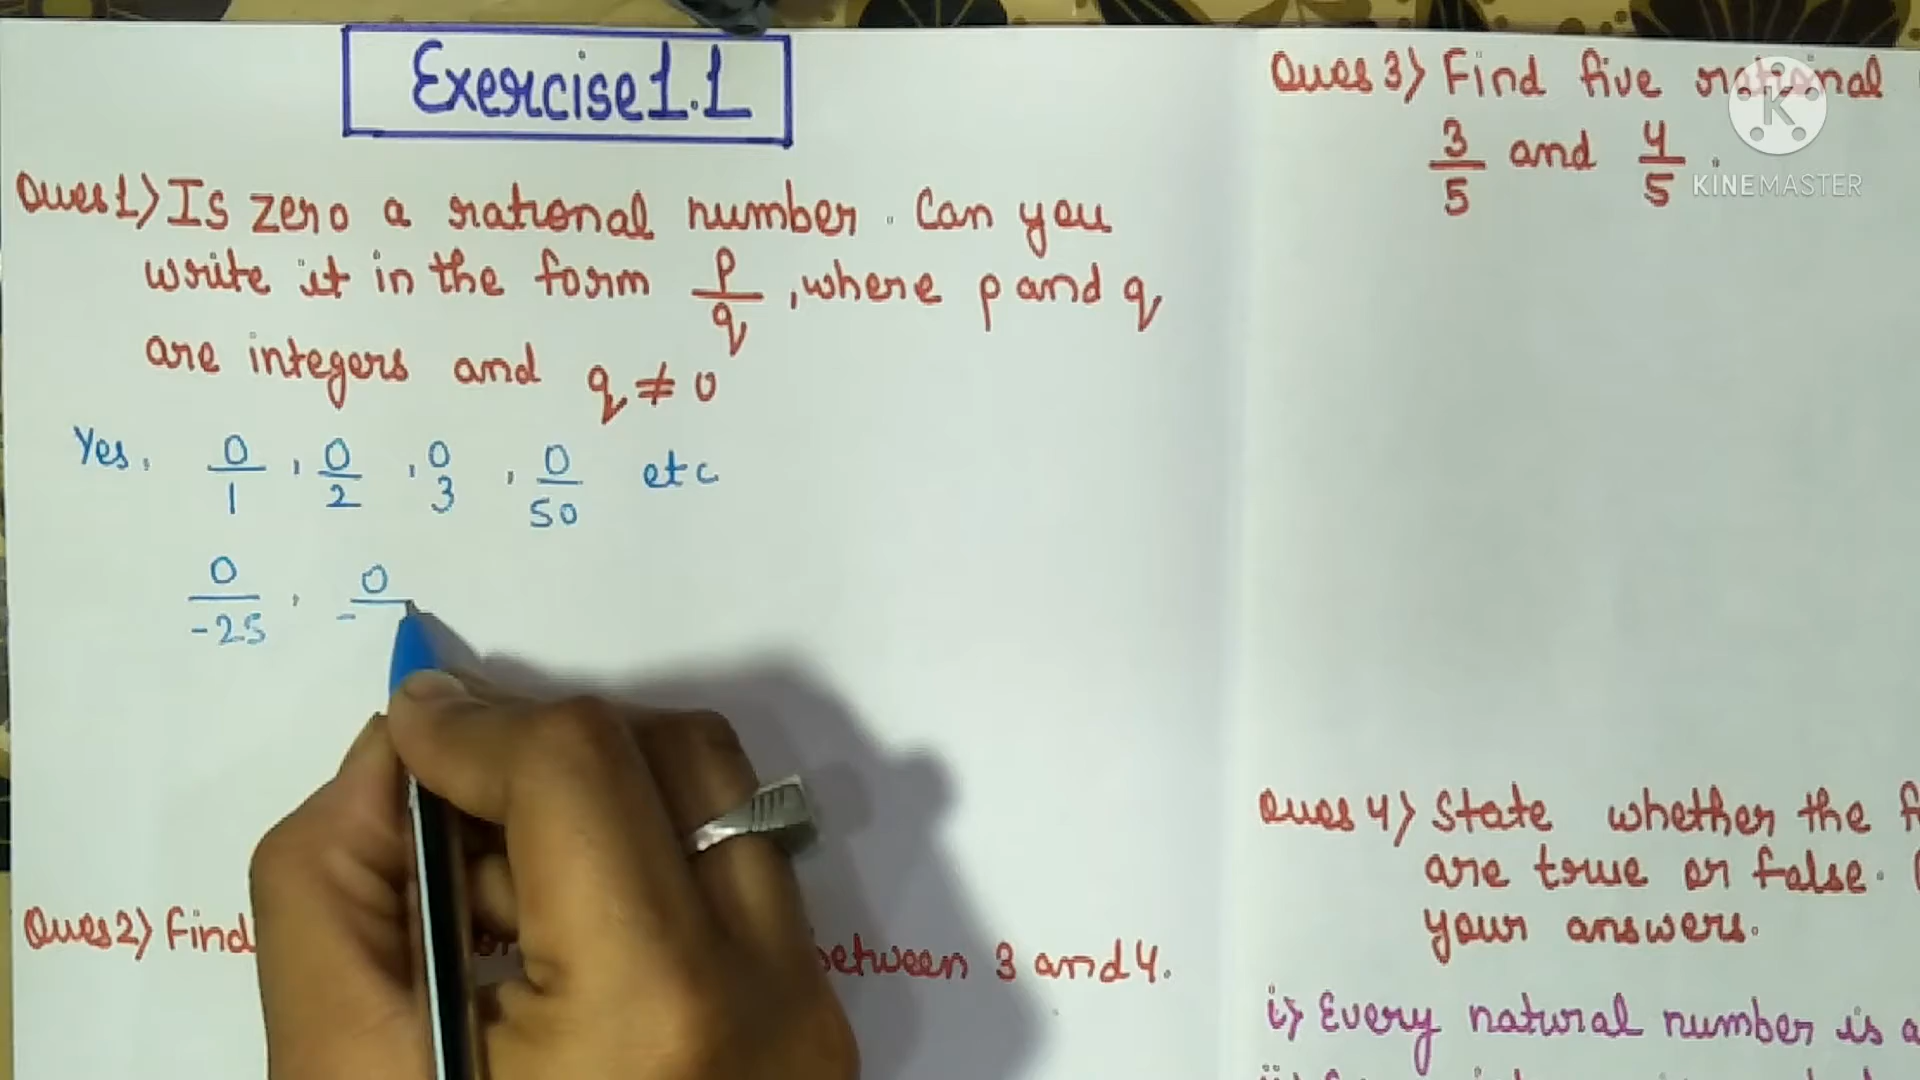 Exercise 1.1
Ques 1) Is zero a rational number. Can you
write it in the form p/q, where p and q
are integers and q ≠ 0
Yes, 0/1, 0/2, 0 3, 0/50 etc
0/-25, 0/-
Ques 2) Find between 3 and 4.
Ques 3) Find five rational
3/5 and 4/5.
KINEMASTER
Ques 4) State whether the
are true or false.
your answers.
i) Every natural number is a